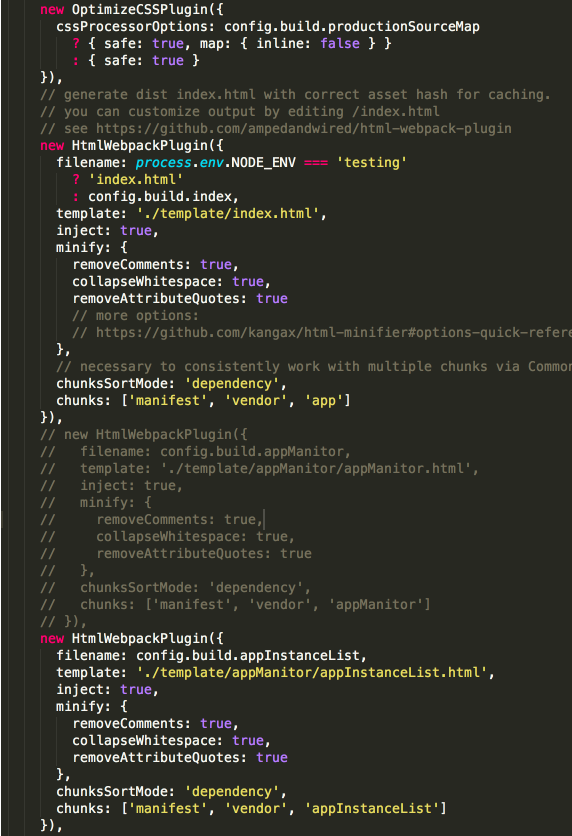 new OptimizeCSSPlugin({
  cssProcessorOptions: config.build.productionSourceMap
    ? { safe: true, map: { inline: false } }
    : { safe: true }
}),
// generate dist index.html with correct asset hash for caching.
// you can customize output by editing /index.html
// see https://github.com/ampedandwired/html-webpack-plugin
new HtmlWebpackPlugin({
  filename: process.env.NODE_ENV === 'testing'
    ? 'index.html'
    : config.build.index,
  template: './template/index.html',
  inject: true,
  minify: {
    removeComments: true,
    collapseWhitespace: true,
    removeAttributeQuotes: true
    // more options:
    // https://github.com/kangax/html-minifier#options-quick-refere
  },
  // necessary to consistently work with multiple chunks via Common
  chunksSortMode: 'dependency',
  chunks: ['manifest', 'vendor', 'app']
}),
// new HtmlWebpackPlugin({
//   filename: config.build.appManitor,
//   template: './template/appManitor/appManitor.html',
//   inject: true,
//   minify: {
//     removeComments: true,
//     collapseWhitespace: true,
//     removeAttributeQuotes: true
//   },
//   chunksSortMode: 'dependency',
//   chunks: ['manifest', 'vendor', 'appManitor']
// }),
new HtmlWebpackPlugin({
  filename: config.build.appInstanceList,
  template: './template/appManitor/appInstanceList.html',
  inject: true,
  minify: {
    removeComments: true,
    collapseWhitespace: true,
    removeAttributeQuotes: true
  },
  chunksSortMode: 'dependency',
  chunks: ['manifest', 'vendor', 'appInstanceList']
}),